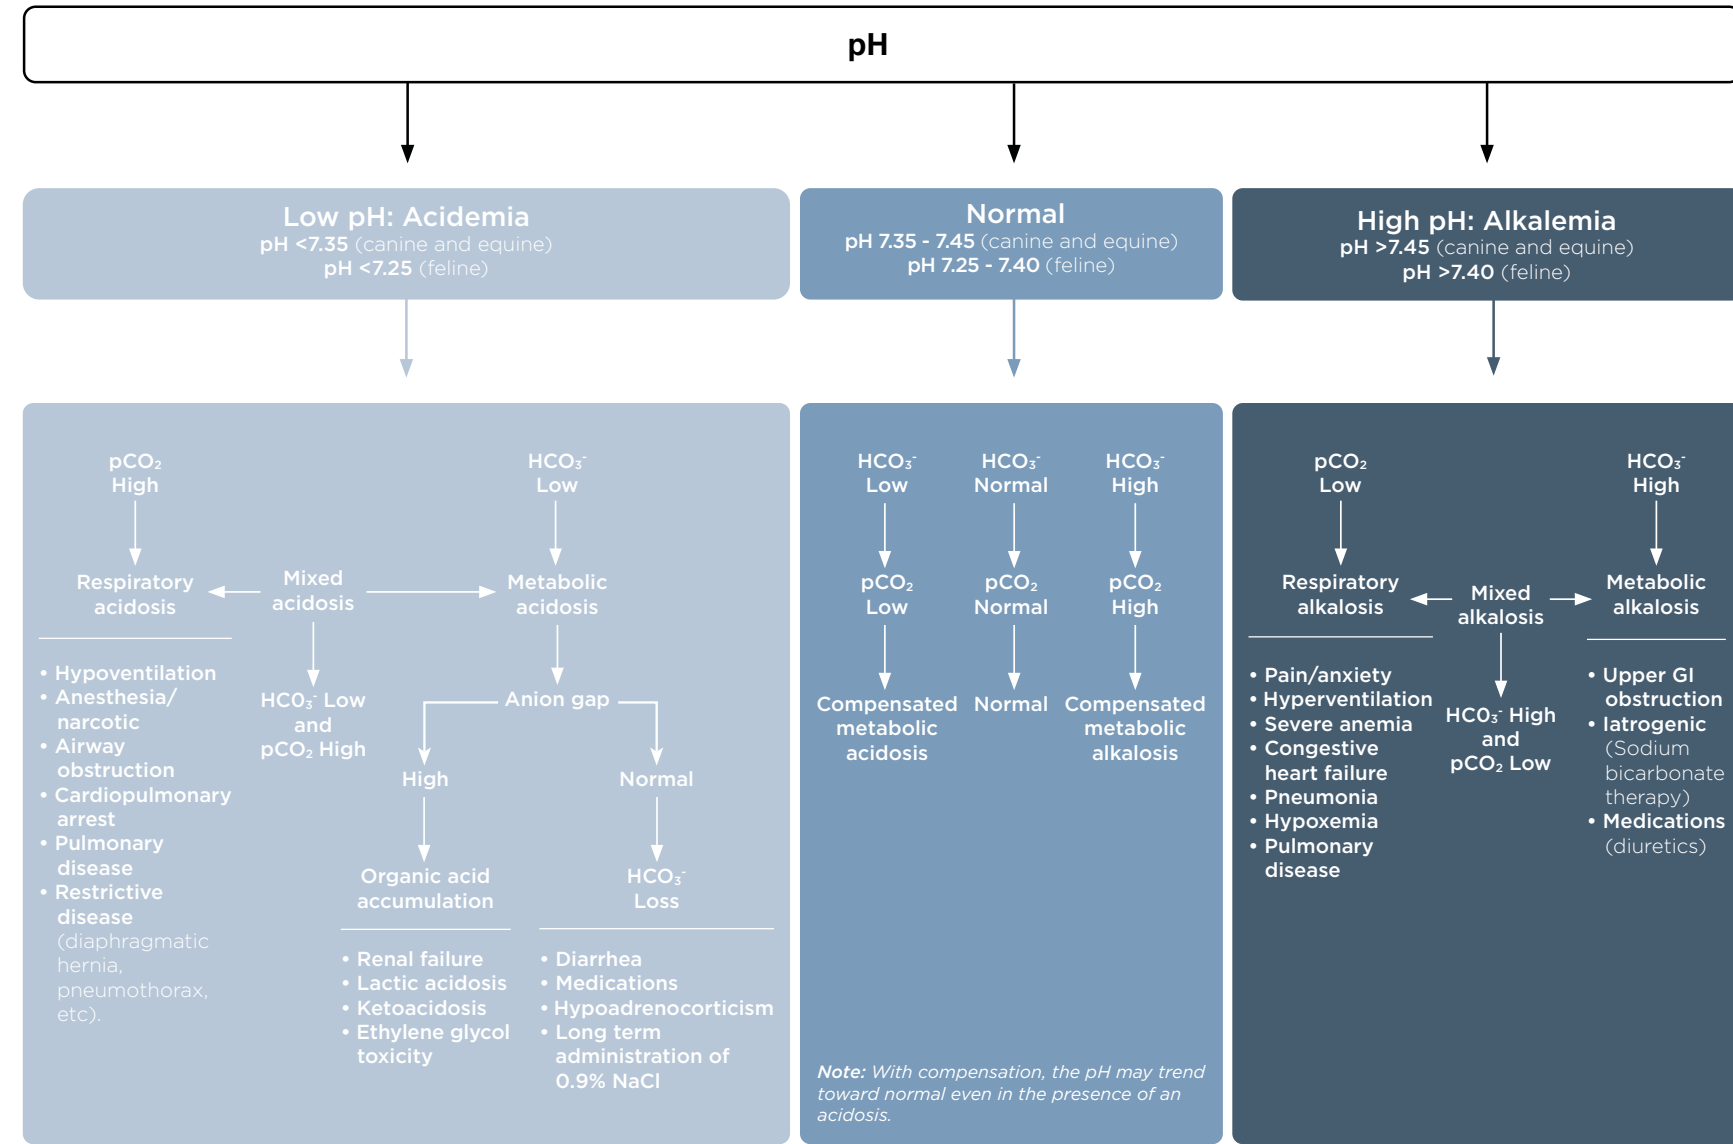 pH
Low pH: Acidemia
pH <7.35 (canine and equine)
pH <7.25 (feline)
Normal
pH 7.35 - 7.45 (canine and equine)
pH 7.25 - 7.40 (feline)
High pH: Alkalemia
pH >7.45 (canine and equine)
pH >7.40 (feline)
pCO₂
High
HCO₃⁻
Low
Respiratory
acidosis
Mixed
acidosis
Metabolic
acidosis
• Hypoventilation
• Anesthesia/
narcotic
• Airway
obstruction
• Cardiopulmonary
arrest
• Pulmonary
disease
• Restrictive
disease
(diaphragmatic
hernia,
pneumothorax,
etc).
HC0₃⁻ Low
and
pCO₂ High
Anion gap
High
Normal
Organic acid
accumulation
HCO₃⁻
Loss
• Renal failure
• Lactic acidosis
• Ketoacidosis
• Ethylene glycol
toxicity
• Diarrhea
• Medications
• Hypoadrenocorticism
• Long term
administration of
0.9% NaCl
HCO₃⁻
Low
HCO₃⁻
Normal
HCO₃⁻
High
pCO₂
Low
pCO₂
Normal
pCO₂
High
Compensated
metabolic
acidosis
Normal
Compensated
metabolic
alkalosis
Note: With compensation, the pH may trend
toward normal even in the presence of an
acidosis.
pCO₂
Low
HCO₃⁻
High
Respiratory
alkalosis
Mixed
alkalosis
Metabolic
alkalosis
• Pain/anxiety
• Hyperventilation
• Severe anemia
• Congestive
heart failure
• Pneumonia
• Hypoxemia
• Pulmonary
disease
HC0₃⁻ High
and
pCO₂ Low
• Upper GI
obstruction
• Iatrogenic
(Sodium
bicarbonate
therapy)
• Medications
(diuretics)